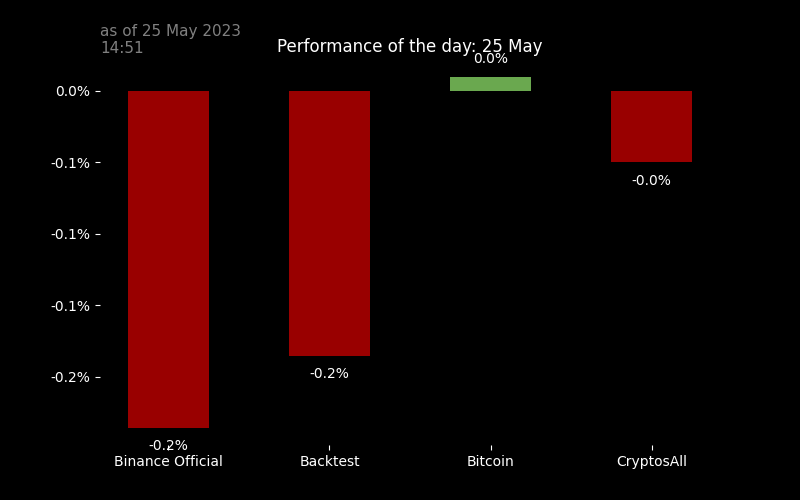 as of 25 May 2023
14:51
Performance of the day: 25 May
0.0%
0.0%
-0.1%
-0.0%
-0.1%
-0.1%
-0.2%
-0.2%
-0.2%
Binance Official
Backtest
Bitcoin
CryptosAll